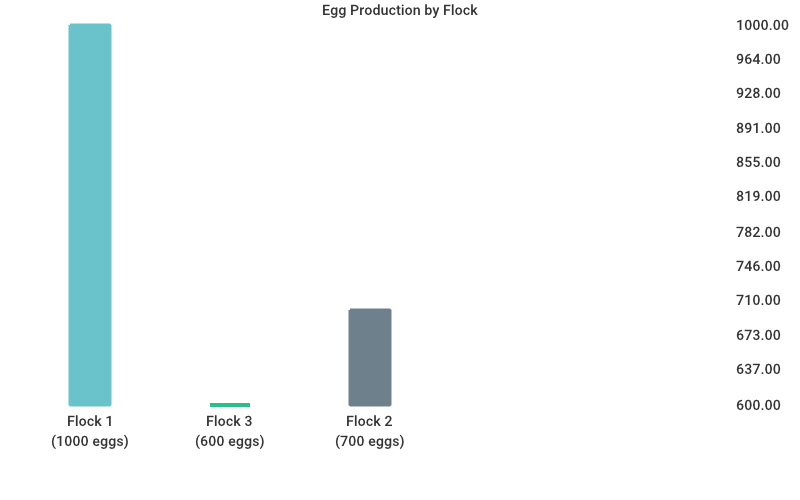 Egg Production by Flock
1000.00
964.00
928.00
891.00
855.00
819.00
782.00
746.00
710.00
673.00
637.00
600.00
Flock 1
(1000 eggs)
Flock 3
(600 eggs)
Flock 2
(700 eggs)